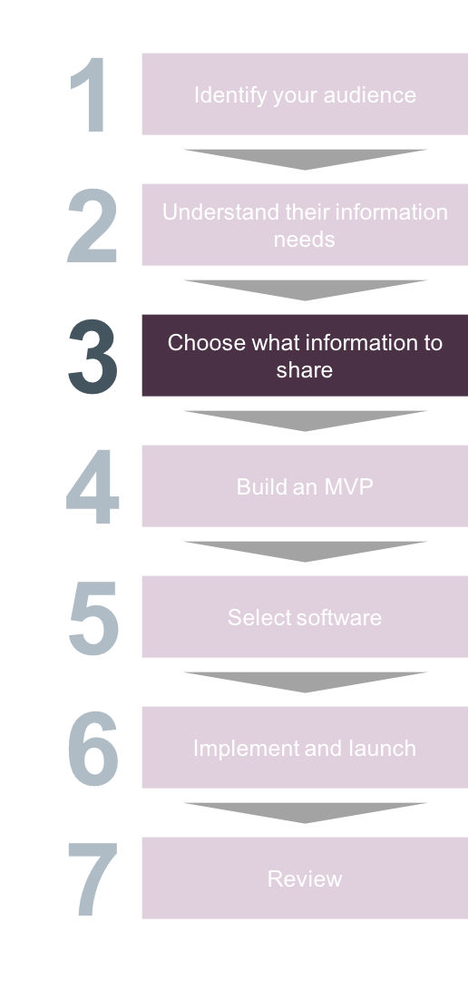 1
Identify your audience
2
Understand their information
needs
3
Choose what information to
share
4
Build an MVP
5
Select software
6
Implement and launch
7
Review